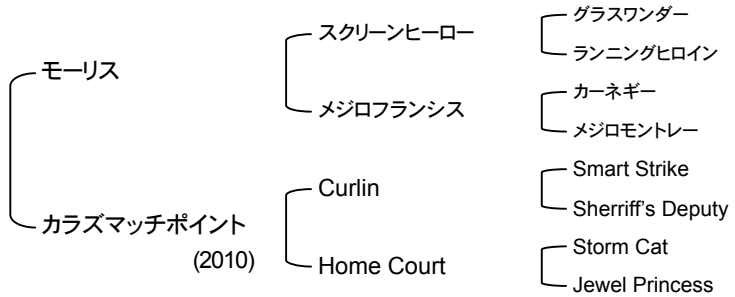 モーリス
カラズマッチポイント
(2010)
スクリーンヒーロー
メジロフランシス
Curlin
Home Court
グラスワンダー
ランニングヒロイン
カーネギー
メジロモントレー
Smart Strike
Sherriff's Deputy
Storm Cat
Jewel Princess